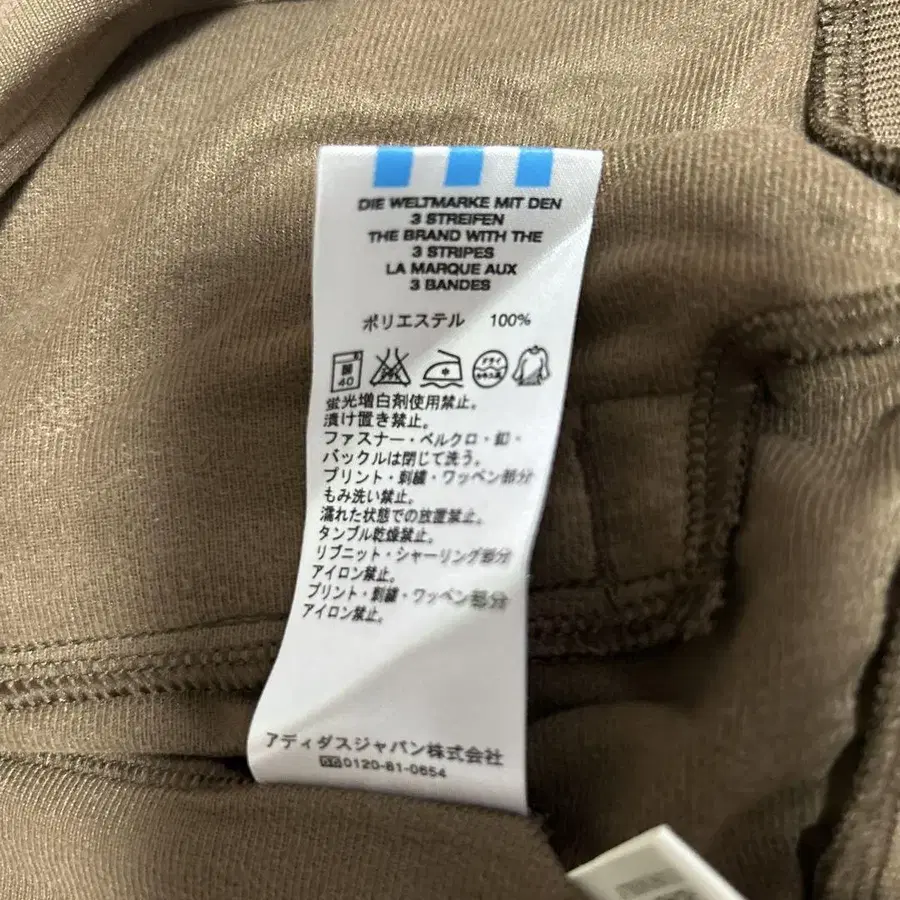 DIE WELTMARKE MIT DEN
3 STREIFEN
THE BRAND WITH THE
3 STRIPES
LA MARQUE AUX
3 BANDES
ポリエステル 100%
40
蛍光増白剤使用禁止。
漬け置き禁止。
ファスナー・ベルクロ・釦・
バックルは閉じて洗う。
プリント・刺繍・ワッペン部分
もみ洗い禁止。
濡れた状態での放置禁止。
タンブル乾燥禁止。
リブニット・シャーリング部分
アイロン禁止。
プリント・刺繍・ワッペン部分
アイロン禁止。
アディダスジャパン株式会社
0120-81-0654